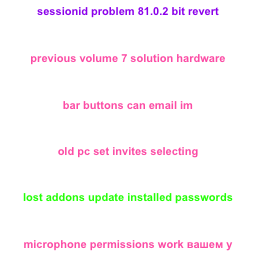 sessionid problem 81.0.2 bit revert
previous volume 7 solution hardware
bar buttons can email im
old pc set invites selecting
lost addons update installed passwords
microphone permissions work вашем у